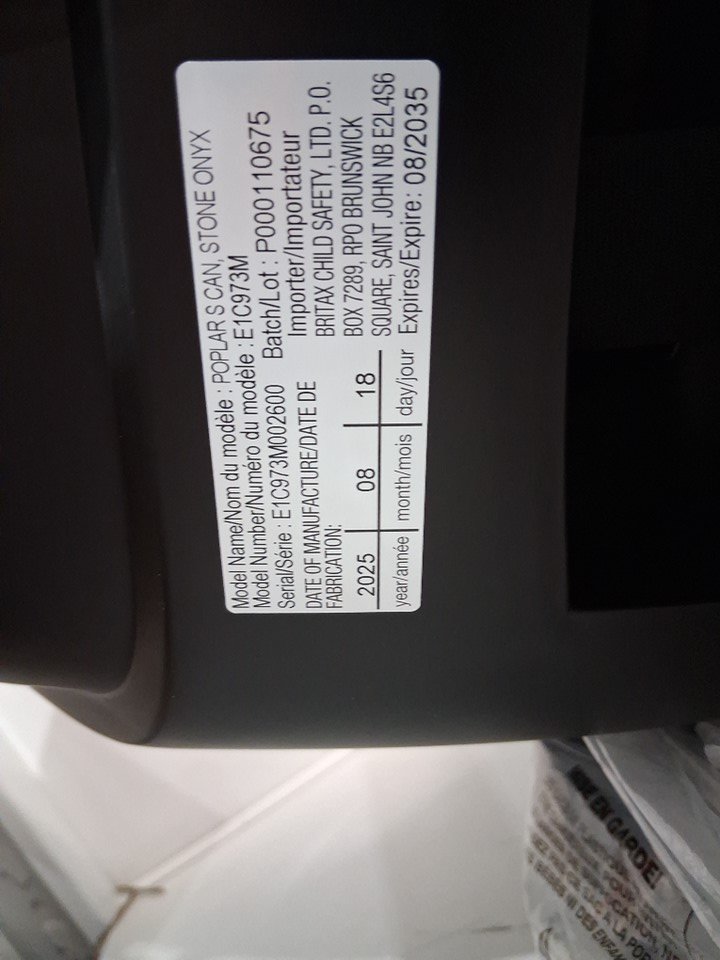 Model Name/Nom du modèle : POPLAR S CAN, STONE ONYX
Model Number/Numéro du modèle : E1C973M
Serial/Série : E1C973M002600
Batch/Lot : P000110675
DATE OF MANUFACTURE/DATE DE
FABRICATION:
2025 08 18
year/année month/mois day/jour
Importer/Importateur
BRITAX CHILD SAFETY, LTD. P.O.
BOX 7289, RPO BRUNSWICK
SQUARE, SAINT JOHN NB E2L4S6
Expires/Expire: 08/2035
EN GARDE!